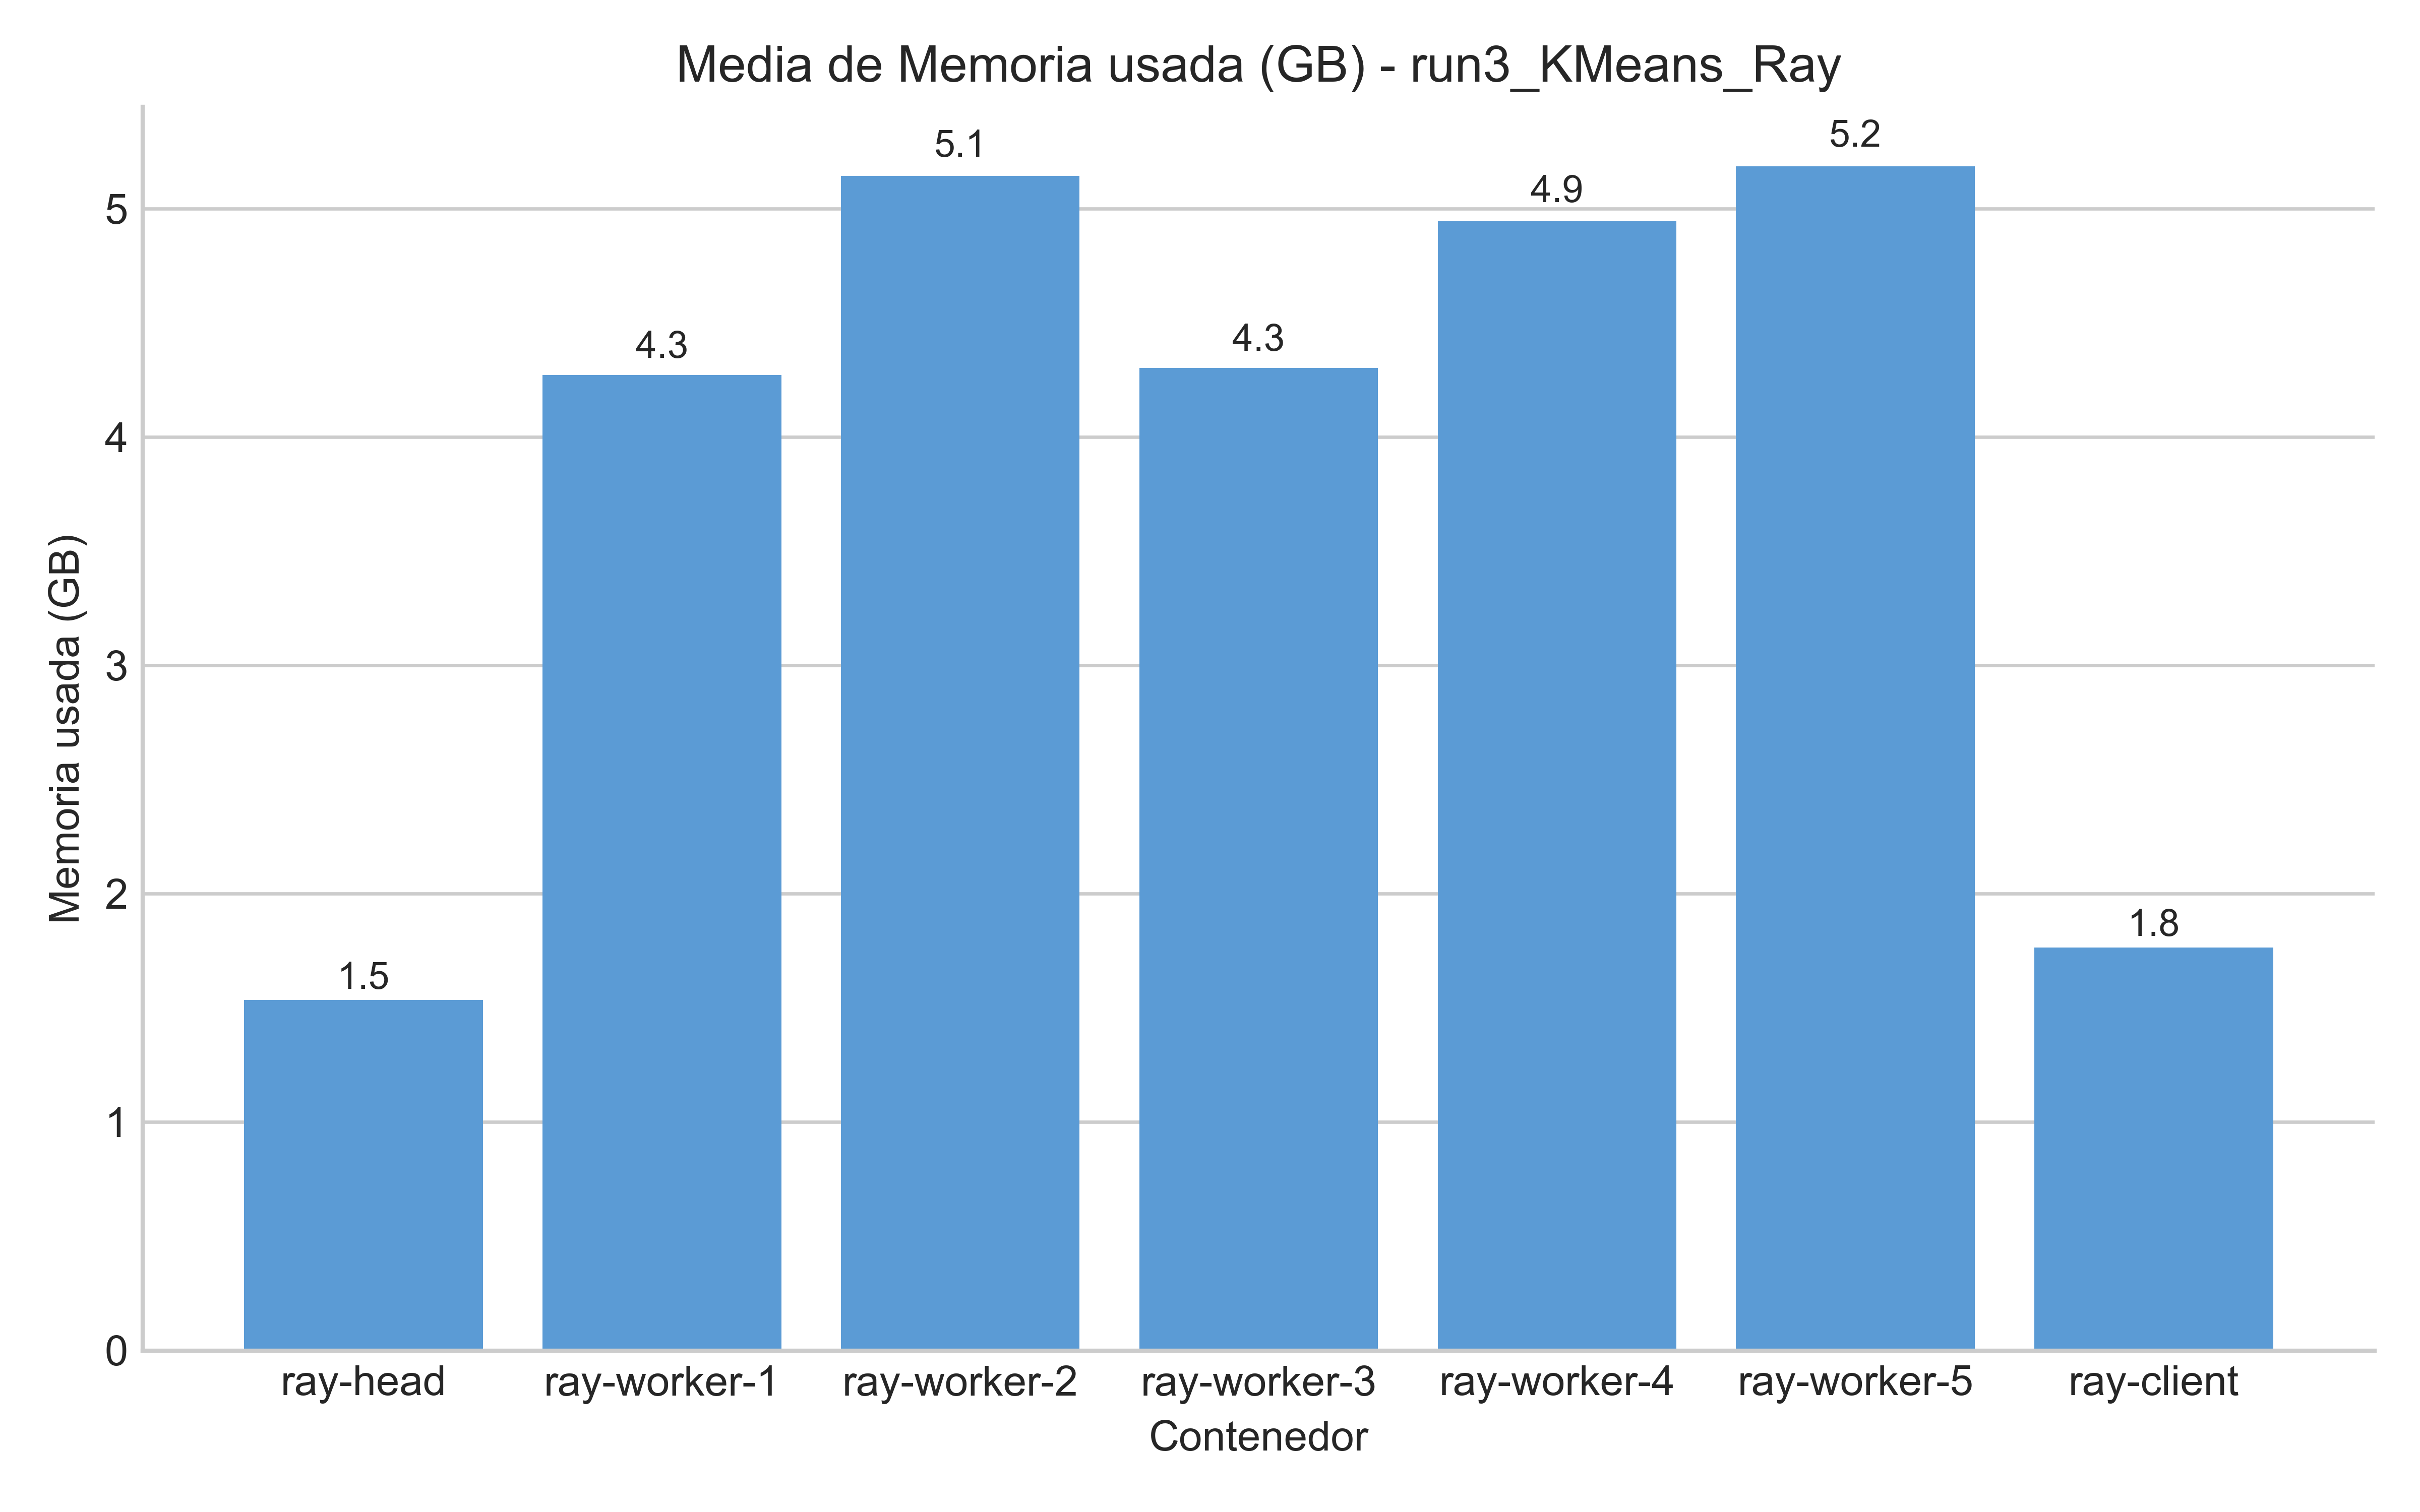 Media de Memoria usada (GB) - run3_KMeans_Ray
Memoria usada (GB)
5
4
3
2
1
0
1.5
4.3
5.1
4.3
4.9
5.2
1.8
ray-head
ray-worker-1
ray-worker-2
ray-worker-3
ray-worker-4
ray-worker-5
ray-client
Contenedor